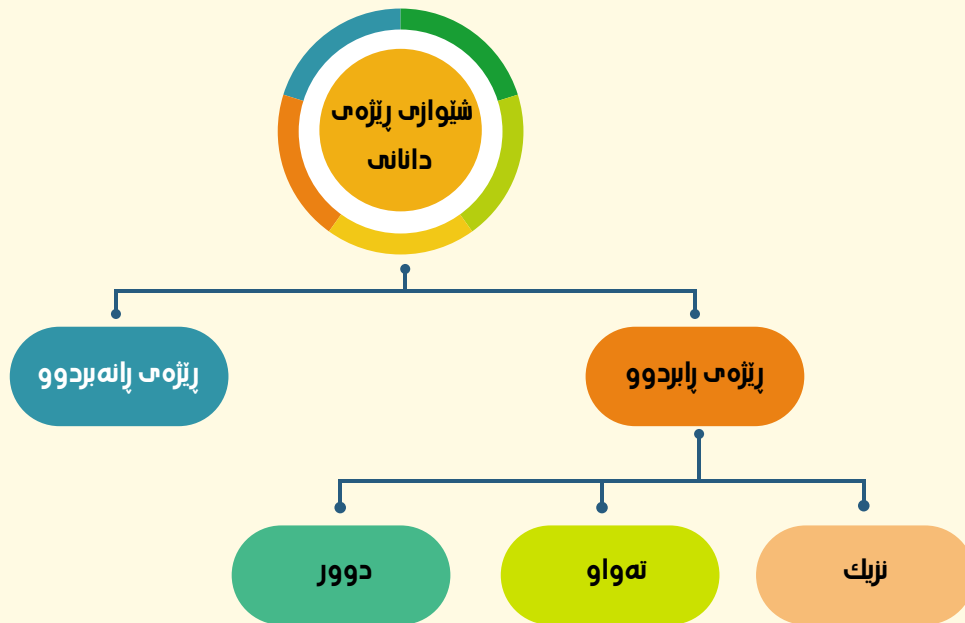 شێوازی ڕێژەی
دانانی
ڕێژەی ڕابردوو
ڕێژەی ڕانەبردوو
نزیك
تەواو
دوور